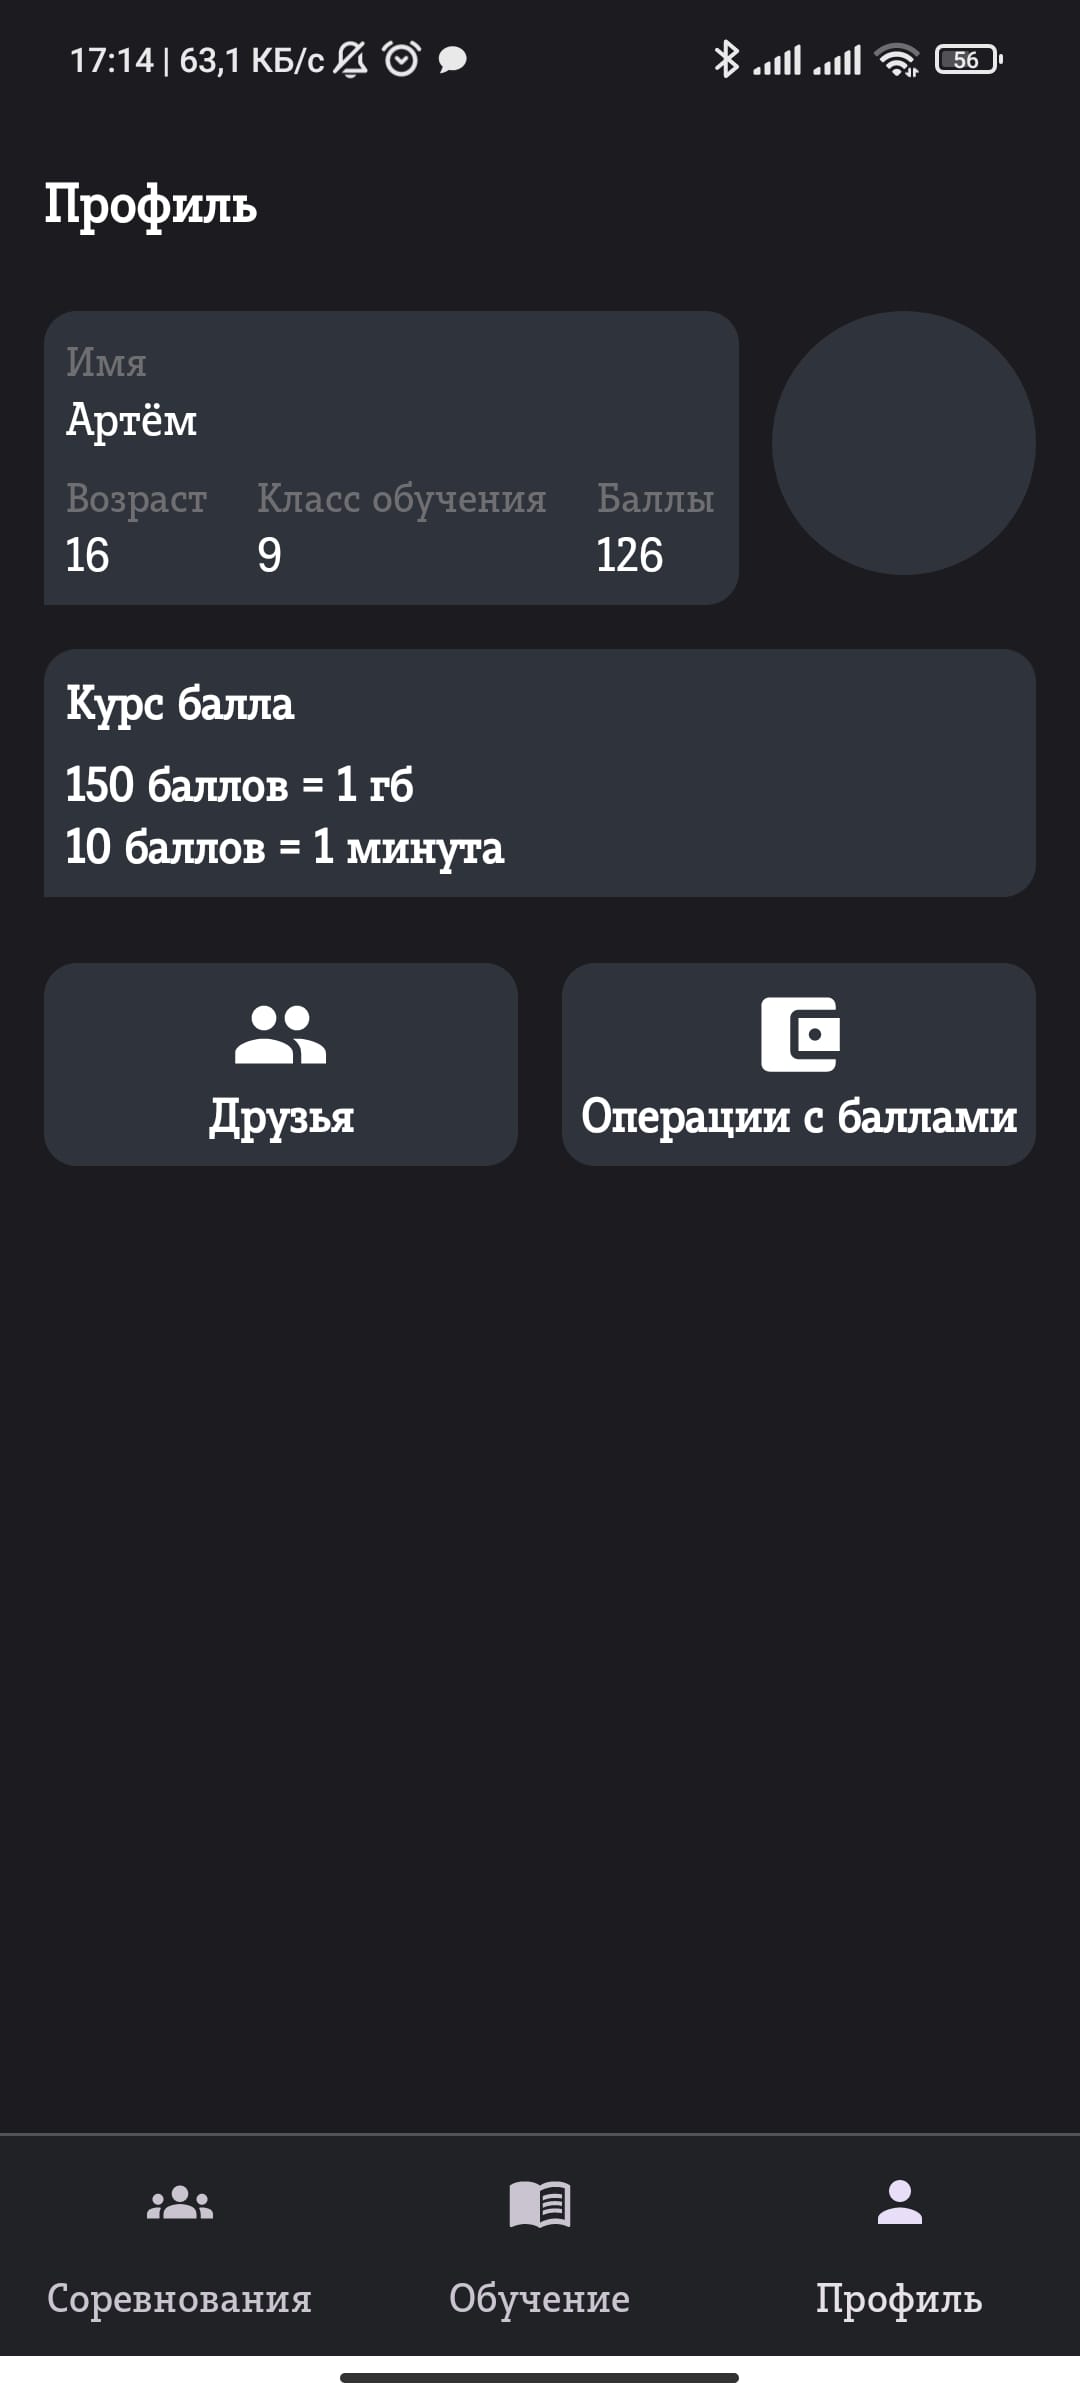 17:14 | 63,1 КБ/с 56
Профиль
Имя
Артём
Возраст Класс обучения Баллы
16 9 126
Курс балла
150 баллов = 1 гб
10 баллов = 1 минута
Друзья Операции с баллами
Соревнования Обучение Профиль